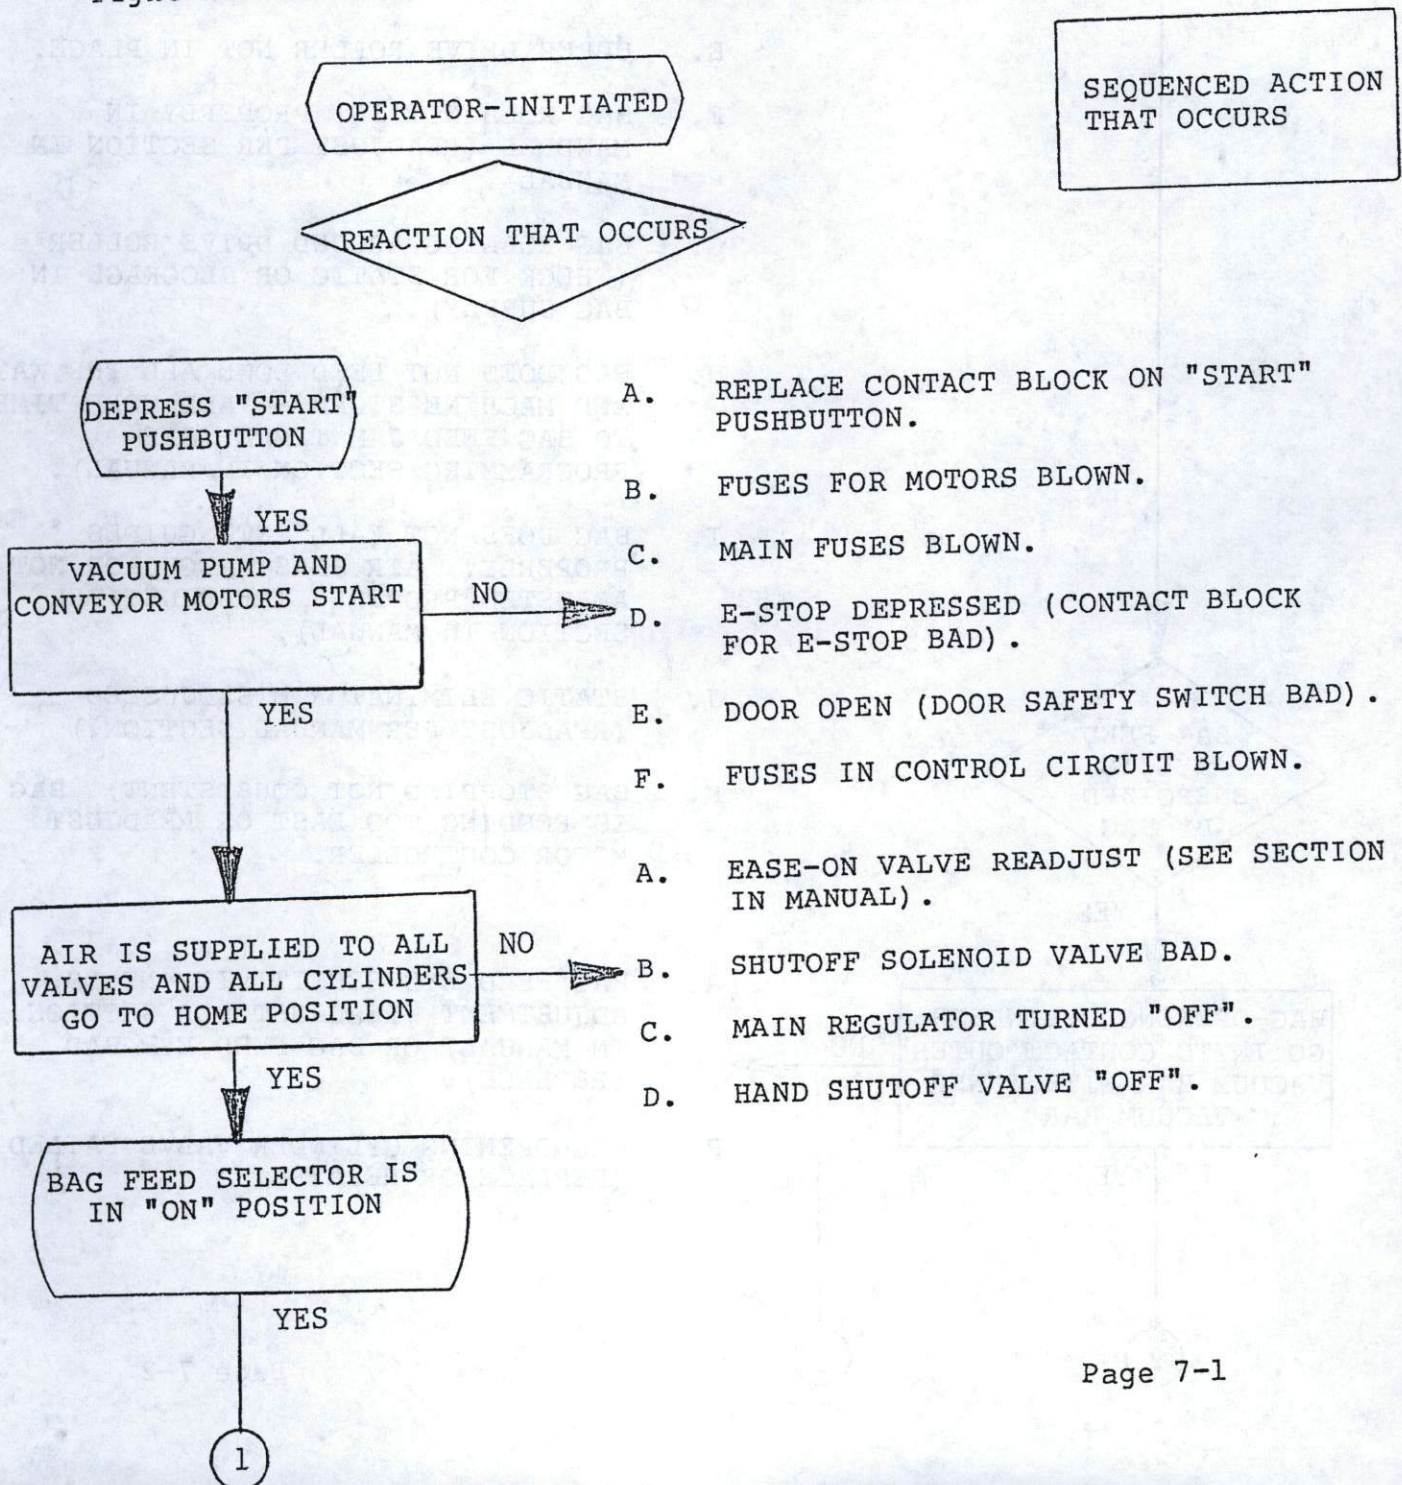 OPERATOR-INITIATED
SEQUENCED ACTION
THAT OCCURS
REACTION THAT OCCURS
DEPRESS "START"
PUSHBUTTON
YES
VACUUM PUMP AND
CONVEYOR MOTORS START
NO
YES
A. REPLACE CONTACT BLOCK ON "START"
PUSHBUTTON.
B. FUSES FOR MOTORS BLOWN.
C. MAIN FUSES BLOWN.
D. E-STOP DEPRESSED (CONTACT BLOCK
FOR E-STOP BAD).
E. DOOR OPEN (DOOR SAFETY SWITCH BAD).
F. FUSES IN CONTROL CIRCUIT BLOWN.
AIR IS SUPPLIED TO ALL
VALVES AND ALL CYLINDERS
GO TO HOME POSITION
NO
YES
A. EASE-ON VALVE READJUST (SEE SECTION
IN MANUAL).
B. SHUTOFF SOLENOID VALVE BAD.
C. MAIN REGULATOR TURNED "OFF".
D. HAND SHUTOFF VALVE "OFF".
BAG FEED SELECTOR IS
IN "ON" POSITION
YES
1
Page 7-1